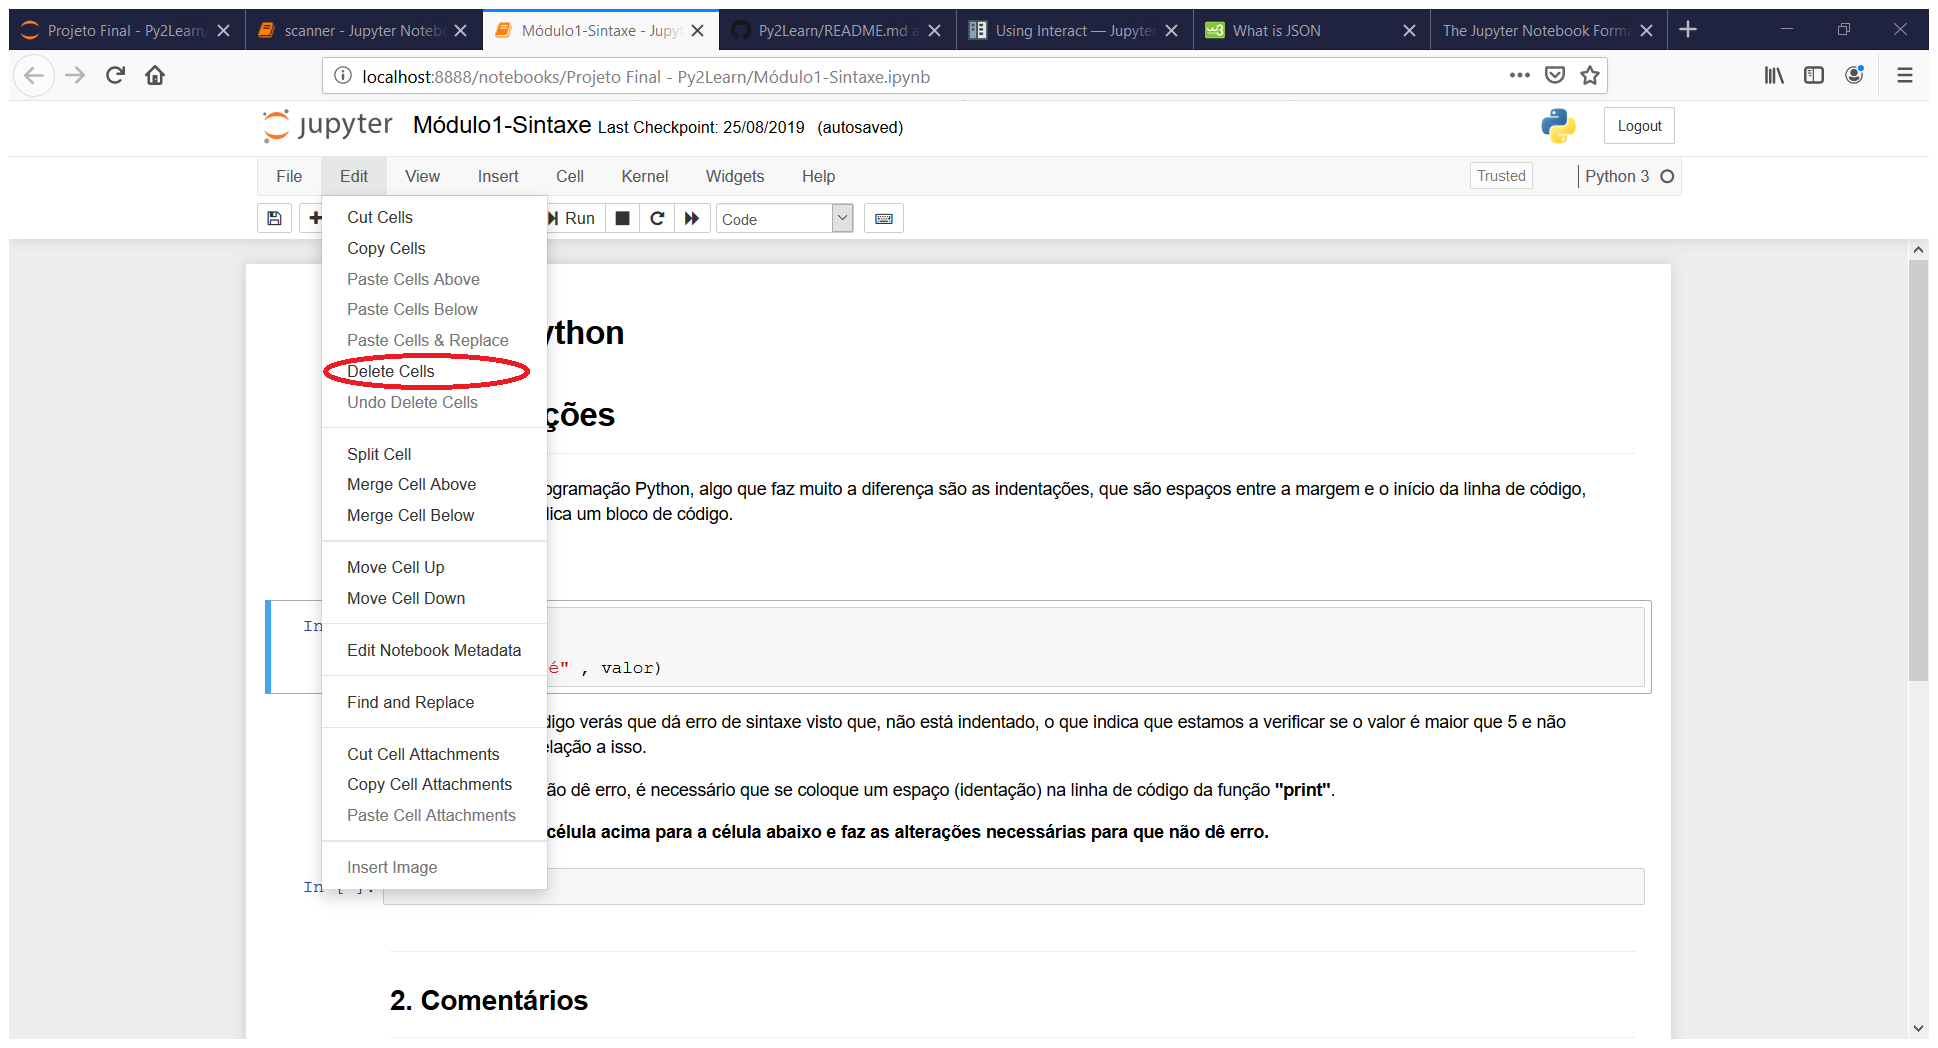 Projeto Final - Py2Learn/
scanner - Jupyter Noteb
Módulo1-Sintaxe - Jupyt
Py2Learn/README.md a
Using Interact — Jupyter
What is JSON
The Jupyter Notebook Forma
localhost:8888/notebooks/Projeto Final - Py2Learn/Módulo1-Sintaxe.ipynb
jupyter Módulo1-Sintaxe Last Checkpoint: 25/08/2019 (autosaved)
Logout
File Edit View Insert Cell Kernel Widgets Help
Trusted
Python 3
Run
Code
Cut Cells
Copy Cells
Paste Cells Above
Paste Cells Below
Paste Cells & Replace
Delete Cells
Undo Delete Cells
Split Cell
Merge Cell Above
Merge Cell Below
Move Cell Up
Move Cell Down
Edit Notebook Metadata
Find and Replace
Cut Cell Attachments
Copy Cell Attachments
Paste Cell Attachments
Insert Image
ython
ções
ogramação Python, algo que faz muito a diferença são as indentações, que são espaços entre a margem e o início da linha de código,
lica um bloco de código.
In
é" , valor)
digo verás que dá erro de sintaxe visto que, não está indentado, o que indica que estamos a verificar se o valor é maior que 5 e não
elação a isso.
ão dê erro, é necessário que se coloque um espaço (identação) na linha de código da função "print".
célula acima para a célula abaixo e faz as alterações necessárias para que não dê erro.
In [ ]:
2. Comentários